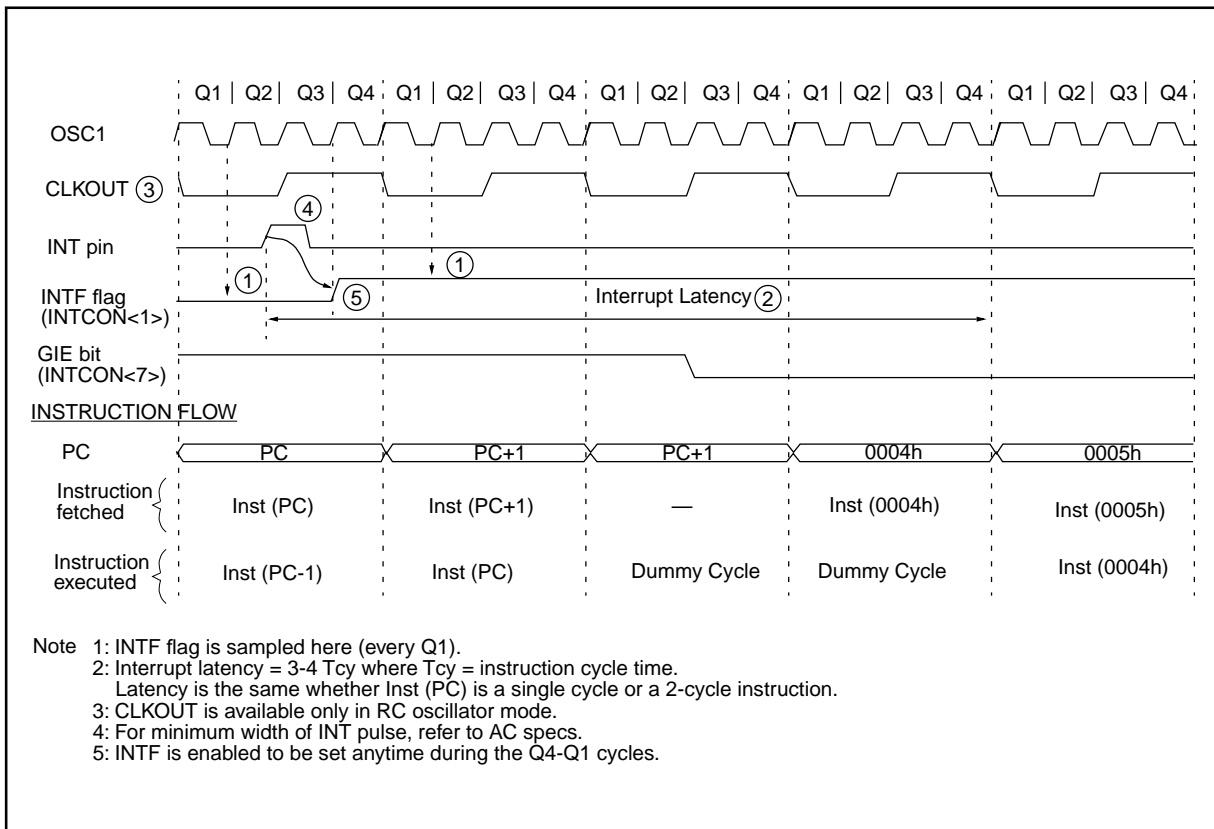 Q1 | Q2 | Q3 | Q4 Q1 | Q2 | Q3 | Q4 Q1 | Q2 | Q3 | Q4 Q1 | Q2 | Q3 | Q4 Q1 | Q2 | Q3 | Q4
OSC1
CLKOUT ③
④
INT pin
① ①
INTF flag
(INTCON<1>)
⑤
Interrupt Latency ②
GIE bit
(INTCON<7>)
INSTRUCTION FLOW
PC PC PC+1 PC+1 0004h 0005h
Instruction
fetched
Inst (PC) Inst (PC+1) — Inst (0004h) Inst (0005h)
Instruction
executed
Inst (PC-1) Inst (PC) Dummy Cycle Dummy Cycle Inst (0004h)
Note 1: INTF flag is sampled here (every Q1).
2: Interrupt latency = 3-4 Tcy where Tcy = instruction cycle time.
Latency is the same whether Inst (PC) is a single cycle or a 2-cycle instruction.
3: CLKOUT is available only in RC oscillator mode.
4: For minimum width of INT pulse, refer to AC specs.
5: INTF is enabled to be set anytime during the Q4-Q1 cycles.